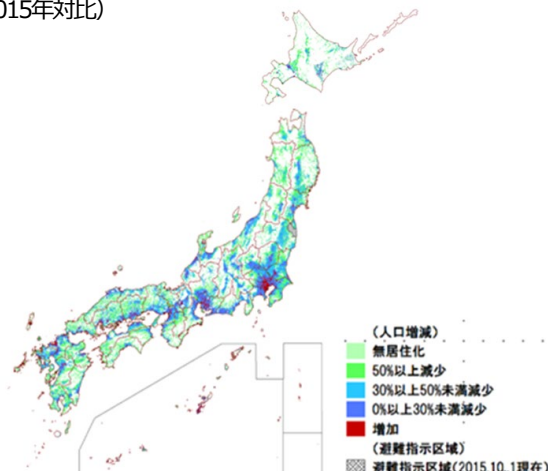 015年対比）
（人口増減）
無居住化
50%以上減少
30%以上50%未満減少
0%以上30%未満減少
増加
（避難指示区域）
避難指示区域(2015.10.1現在)